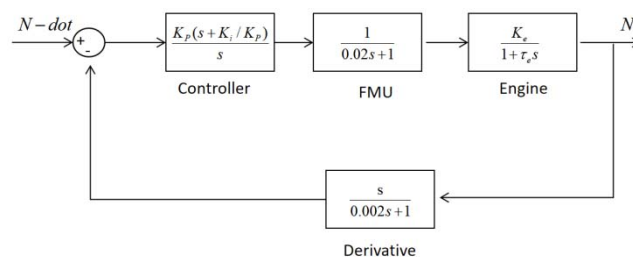 N-dot
+
-
K_P(s+K_i/K_P)
s
Controller
1
0.02s+1
FMU
K_e
1+τ_e s
Engine
N
s
0.002s+1
Derivative